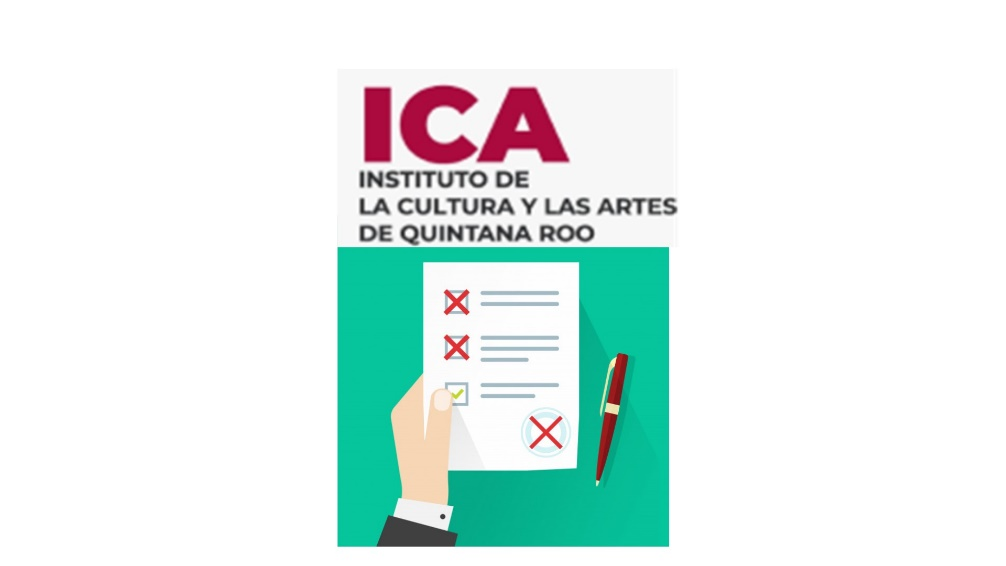 ICA
INSTITUTO DE
LA CULTURA Y LAS ARTES
DE QUINTANA ROO